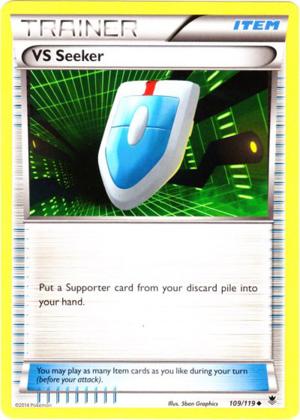 TRAINER ITEM
VS Seeker
Put a Supporter card from your discard pile into
your hand.
You may play as many Item cards as you like during your turn
(before your attack).
©2014 Pokémon Illus. 5ban Graphics 109/119 ◆